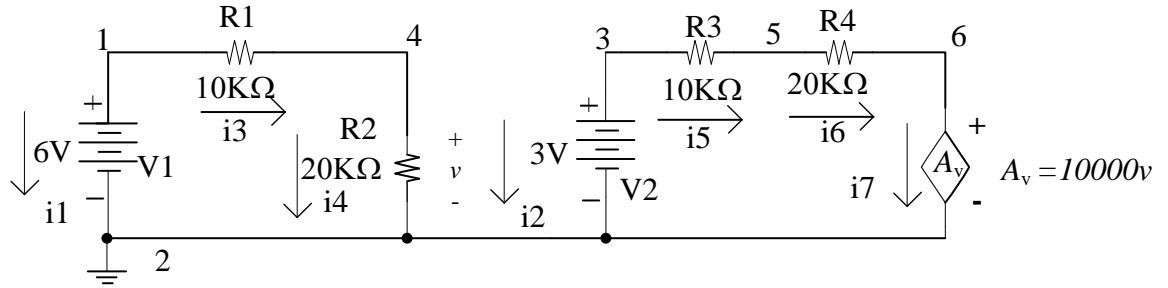 R1
R3
R4
1
4
3
5
6
10KΩ
10KΩ
20KΩ
i3
i5
i6
+
6V
V1
−
i1
R2
20KΩ
i4
+
v
-
+
3V
V2
−
i2
i7
+
Av
-
Av =10000v
2